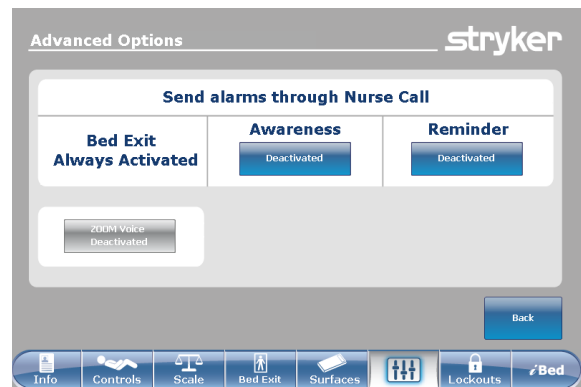 Advanced Options
stryker
Send alarms through Nurse Call
Bed Exit
Always Activated
Awareness
Deactivated
Reminder
Deactivated
ZOOM Voice
Deactivated
Back
Info
Controls
Scale
Bed Exit
Surfaces
Lockouts
iBed